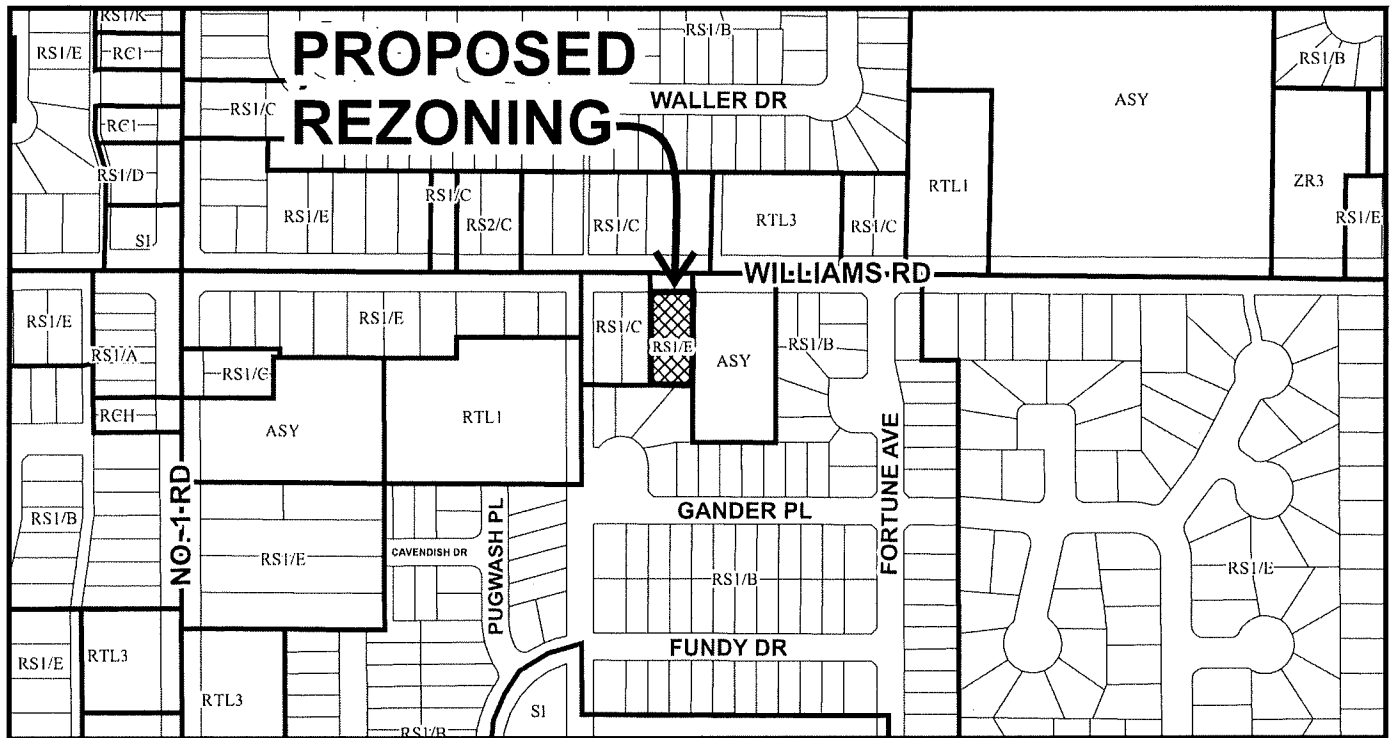 RS1/K
RS1/E
RC1
RC1
RS1/D
S1
RS1/C
PROPOSED
REZONING
RS1/B
WALLER DR
ASY
RS1/B
RTL1
ZR3
RS1/E
RS1/E
RS1/C
RS2/C
RS1/C
RTL3
RS1/C
WILLIAMS RD
RS1/E
RS1/A
RS1/E
RS1/C
RS1/E
ASY
RS1/B
RS1/C
RCH
ASY
RTL1
NO. 1 RD
FORTUNE AVE
GANDER PL
RS1/B
RS1/E
CAVENDISH DR
PUGWASH PL
RS1/B
RS1/E
FUNDY DR
RS1/E
RTL3
RTL3
RS1/B
S1